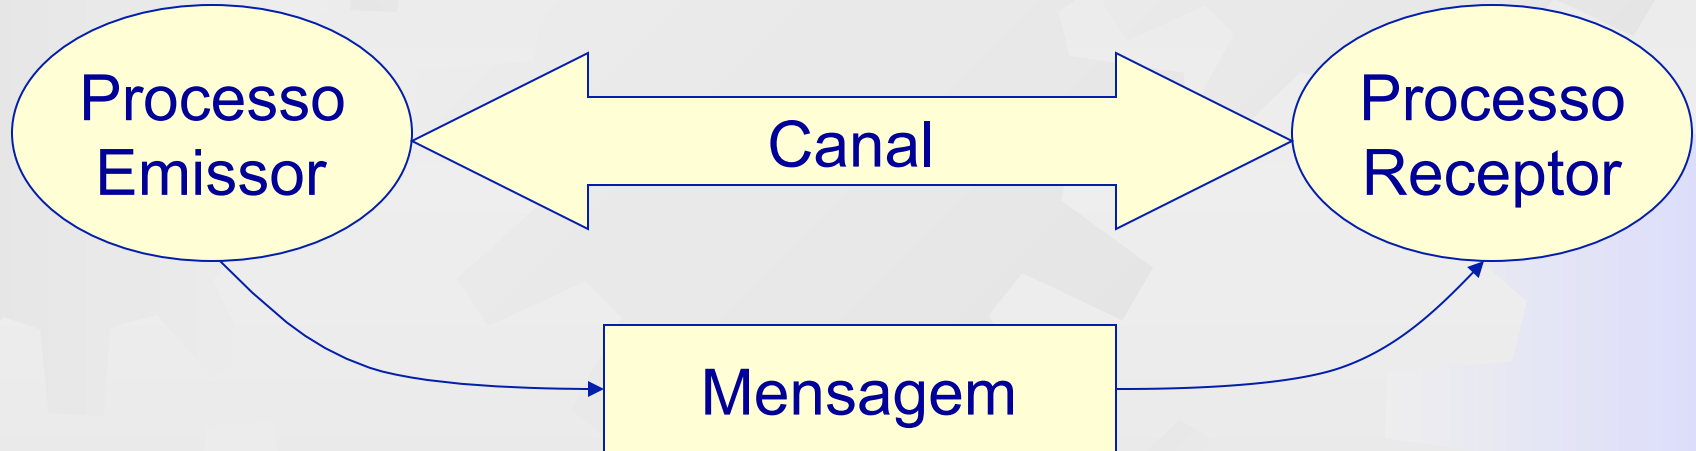 Processo
Emissor
Canal
Processo
Receptor
Mensagem